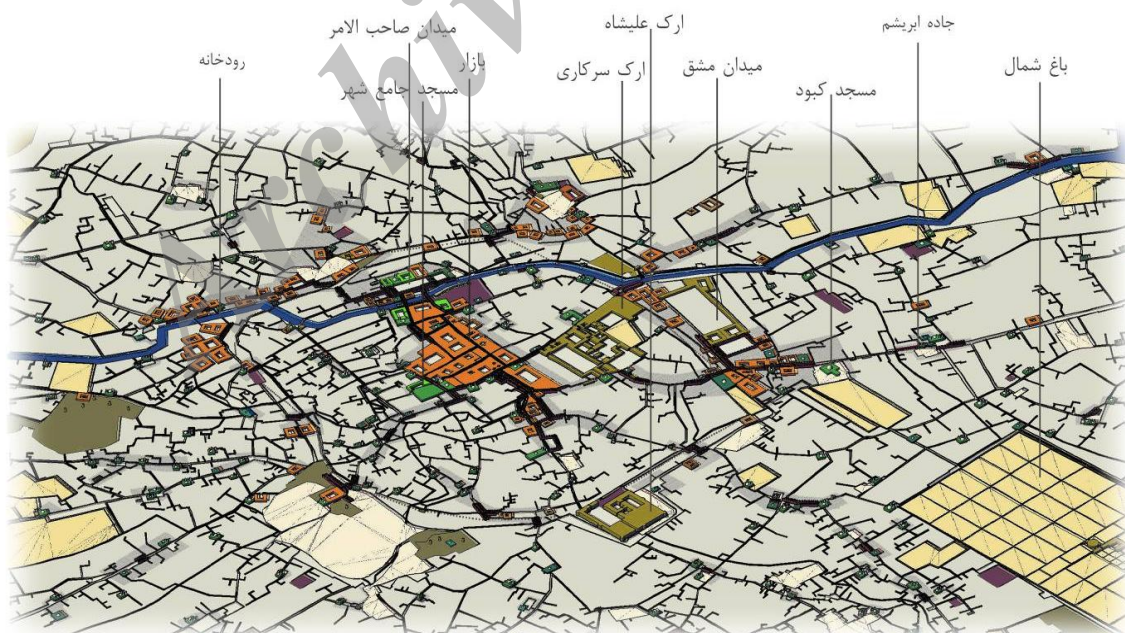 جاده ابریشم
ارک علیشاه
میدان صاحب الامر
باغ شمال
میدان مشق
ارک سرکاری
بازار
رودخانه
مسجد کبود
مسجد جامع شهر
Archive